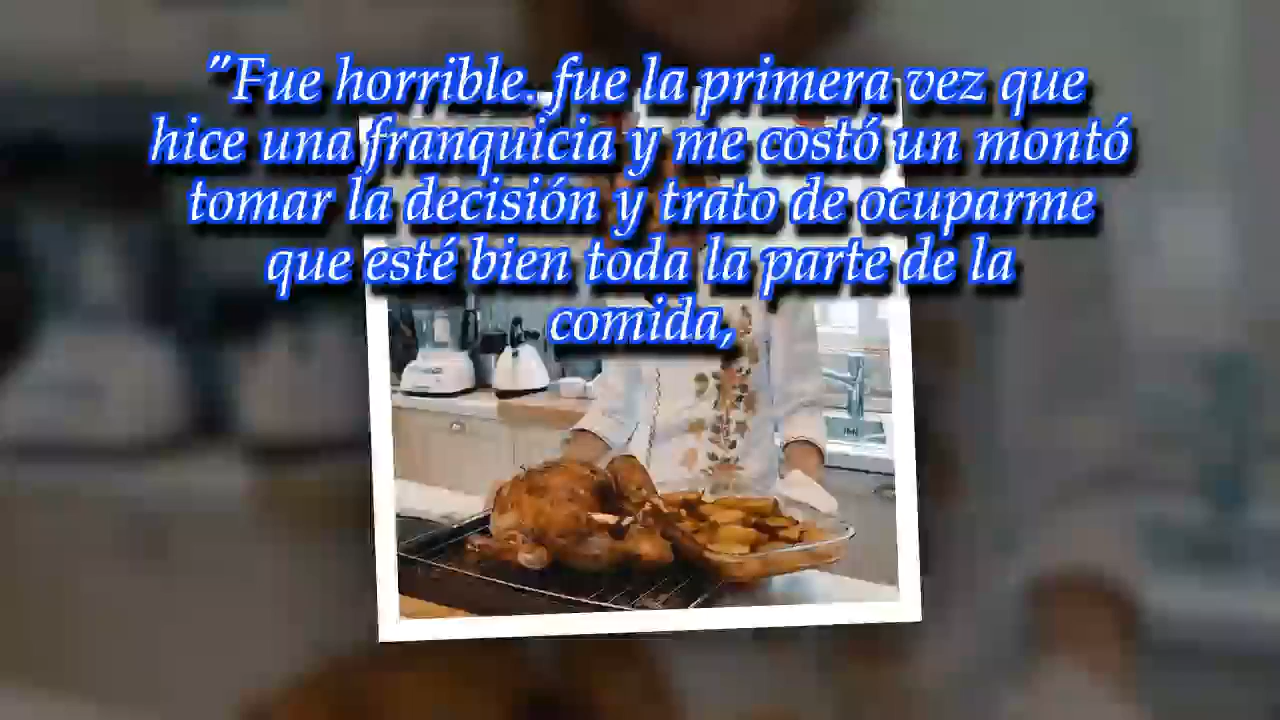 "Fue horrible. fue la primera vez que
hice una franquicia y me costó un montó
tomar la decisión y trato de ocuparme
que esté bien toda la parte de la
comida,